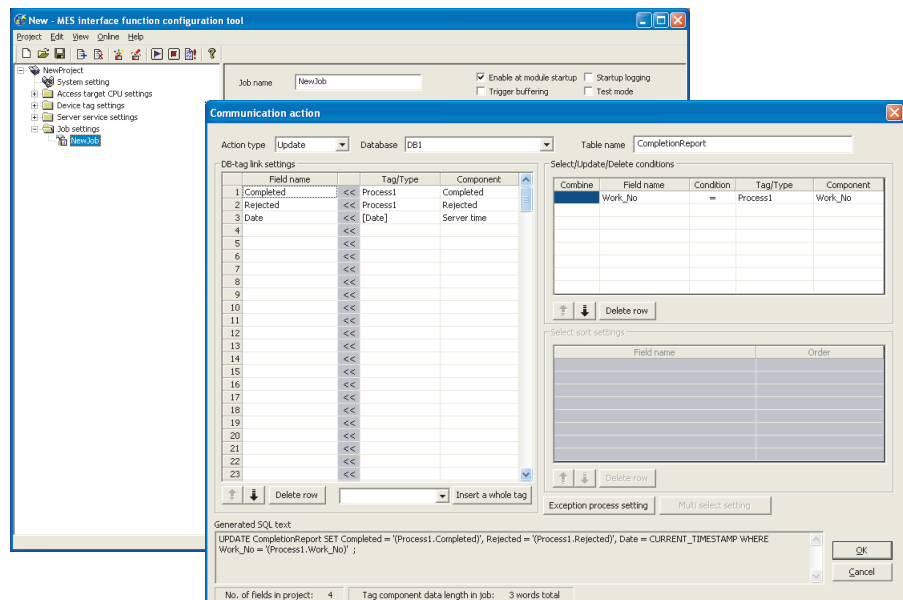 New - MES interface function configuration tool
Project Edit View Online Help
NewProject
System setting
Access target CPU settings
Device tag settings
Server service settings
Job settings
NewJob
Job name NewJob
Enable at module startup Startup logging
Trigger buffering Test mode
Communication action
Action type Update Database DB1 Table name CompletionReport
DB-tag link settings
Field name Tag/Type Component
1 Completed << Process1 Completed
2 Rejected << Process1 Rejected
3 Date << [Date] Server time
4 <<
5 <<
6 <<
7 <<
8 <<
9 <<
10 <<
11 <<
12 <<
13 <<
14 <<
15 <<
16 <<
17 <<
18 <<
19 <<
20 <<
21 <<
22 <<
23 <<
Delete row Insert a whole tag
Select/Update/Delete conditions
Combine Field name Condition Tag/Type Component
Work_No = Process1 Work_No
Delete row
Select sort settings
Field name Order
Delete row
Exception process setting Multi select setting
Generated SQL text
UPDATE CompletionReport SET Completed = '(Process1.Completed)', Rejected = '(Process1.Rejected)', Date = CURRENT_TIMESTAMP WHERE
Work_No = '(Process1.Work_No)' ;
OK
Cancel
No. of fields in project: 4 Tag component data length in job: 3 words total